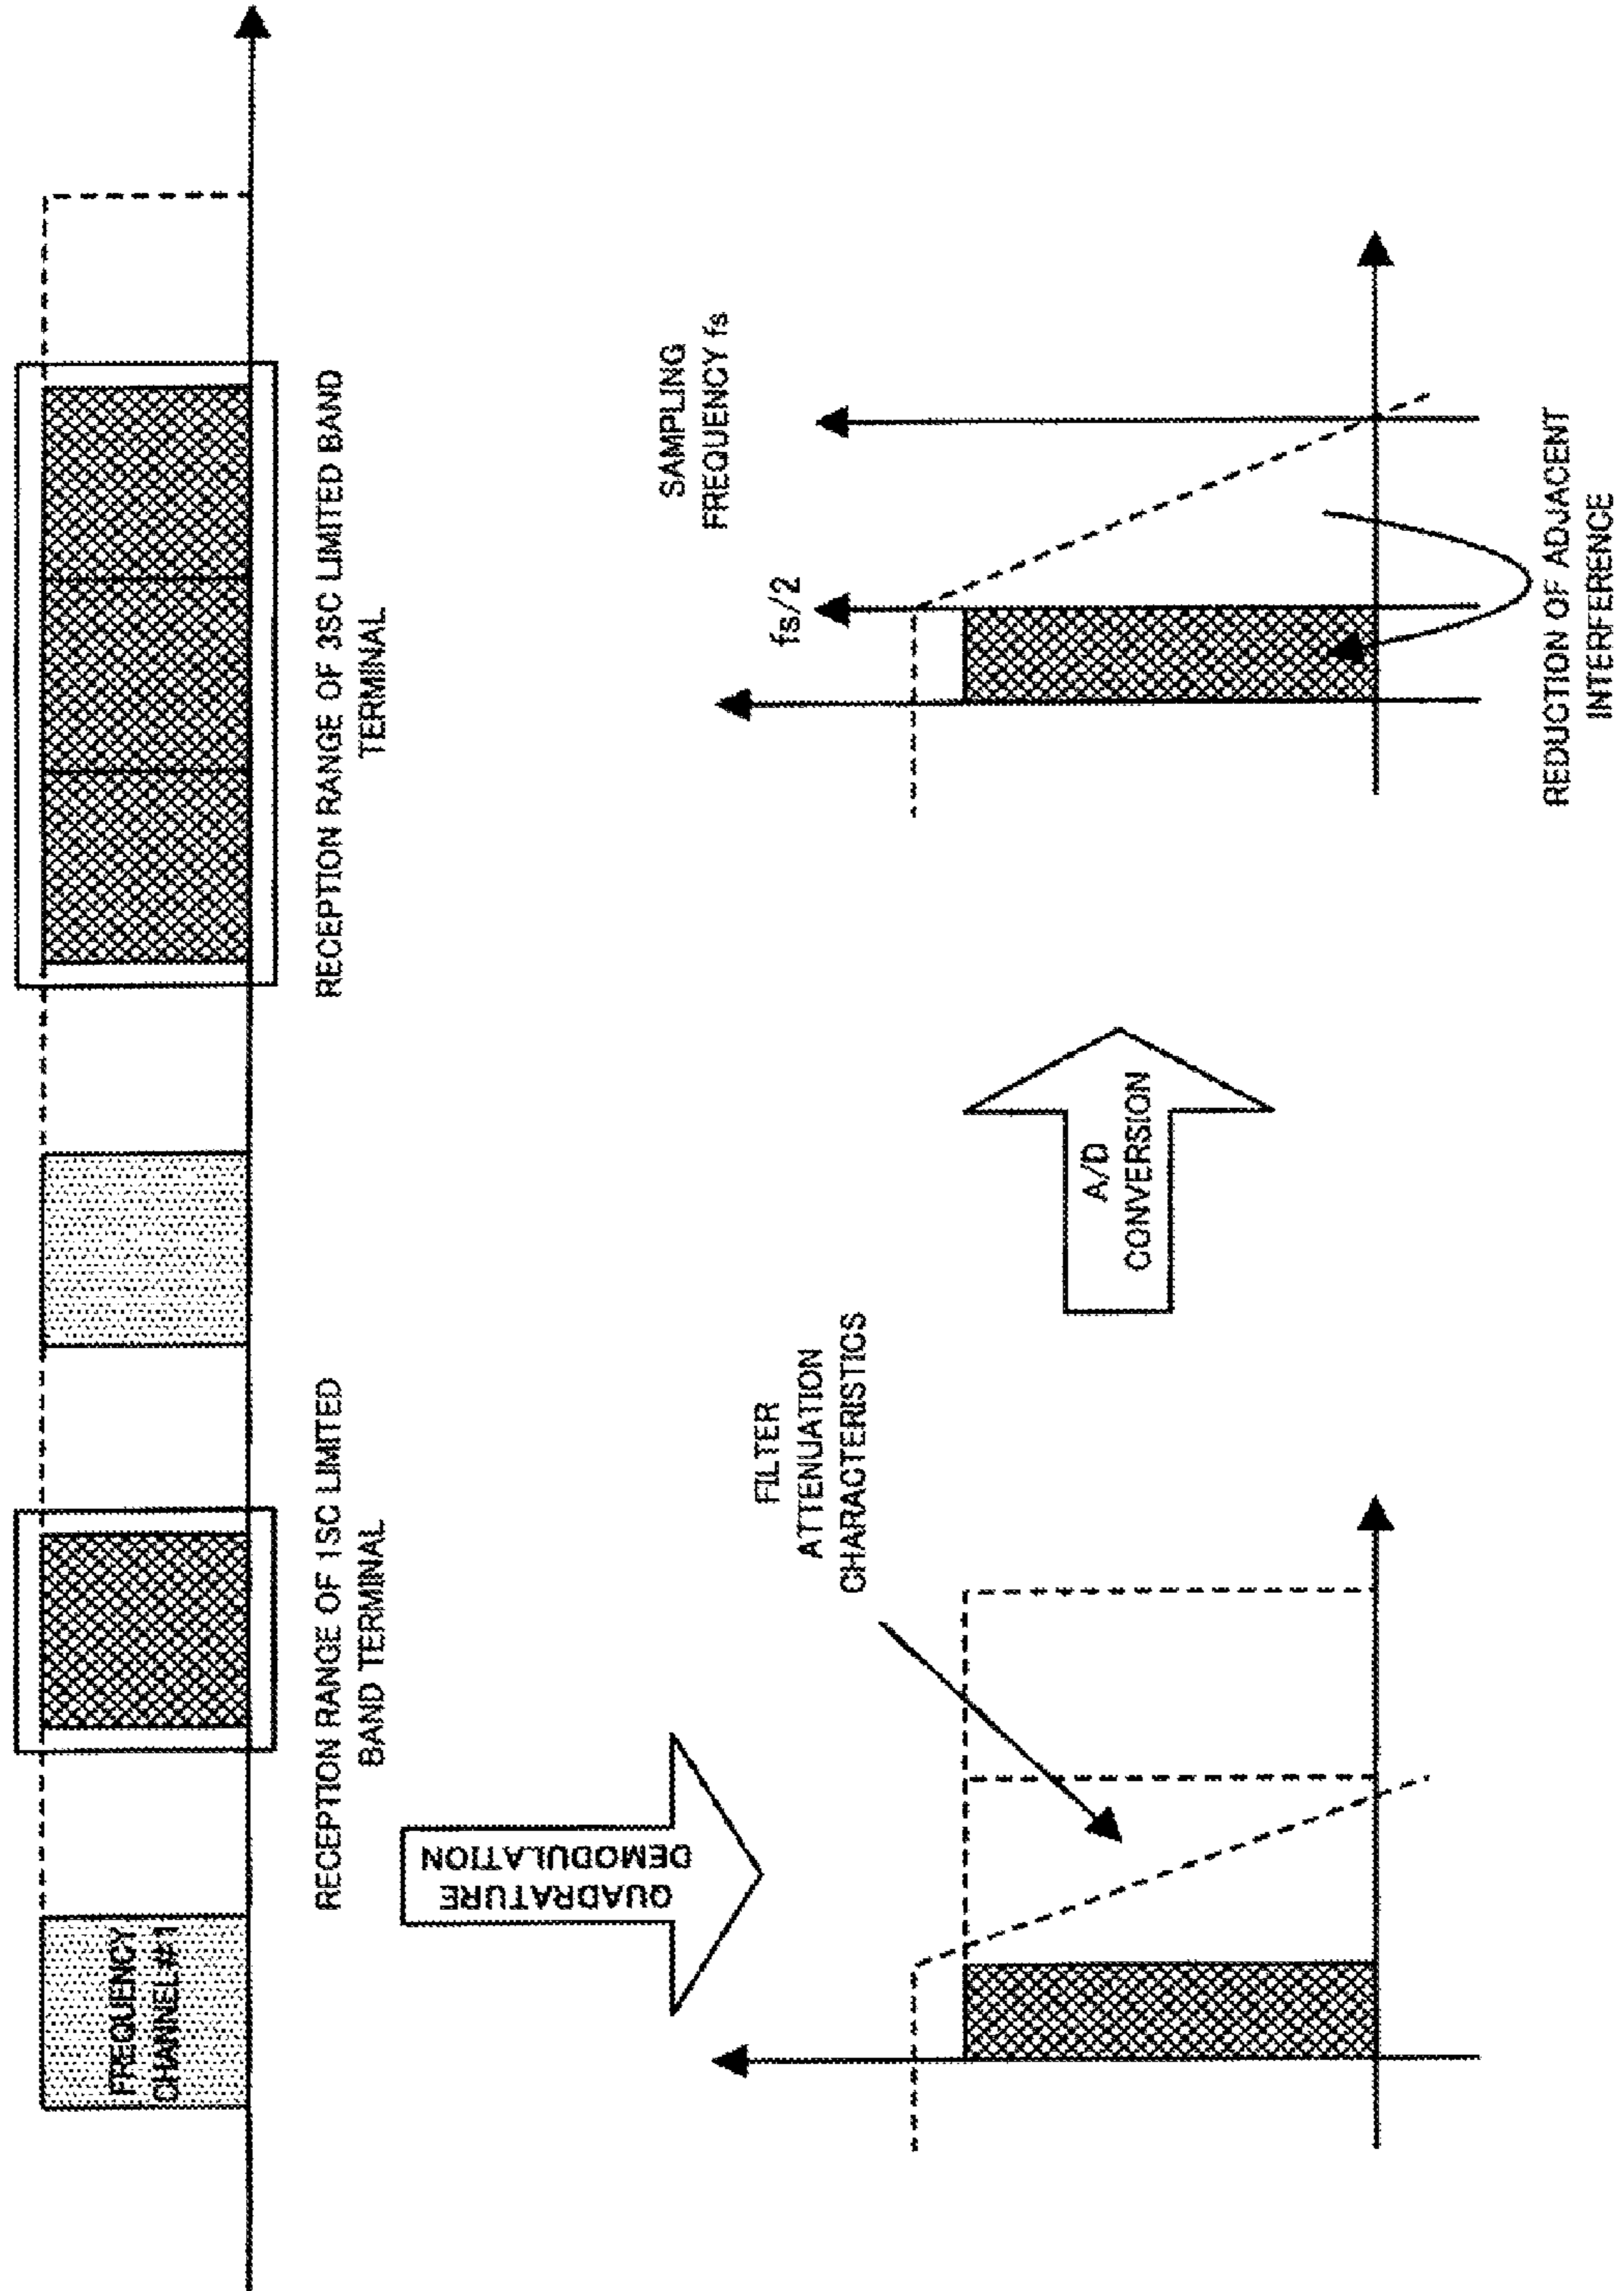 FREQUENCY
CHANNEL#1
RECEPTION RANGE OF 1SC LIMITED
BAND TERMINAL
RECEPTION RANGE OF 3SC LIMITED BAND
TERMINAL
QUADRATURE
DEMODULATION
FILTER
ATTENUATION
CHARACTERISTICS
A/D
CONVERSION
fs/2
SAMPLING
FREQUENCY fs
REDUCTION OF ADJACENT
INTERFERENCE